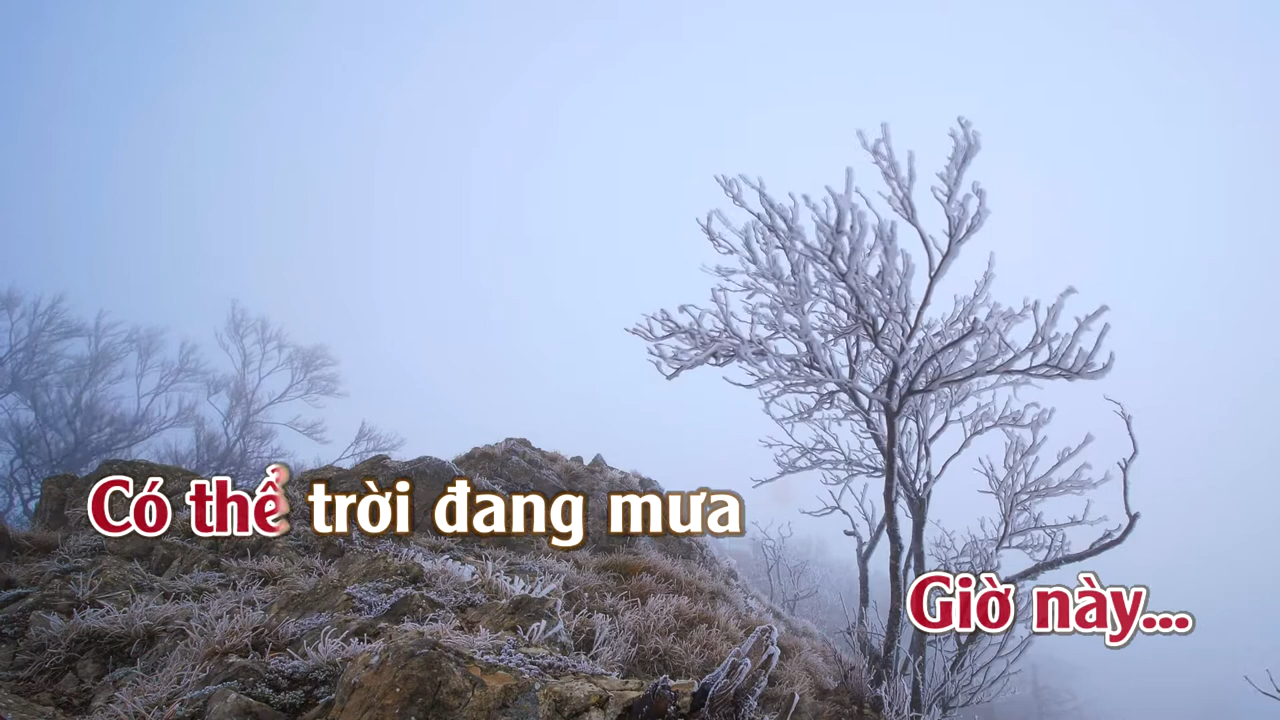 Có thể trời đang mưa
Giờ này...